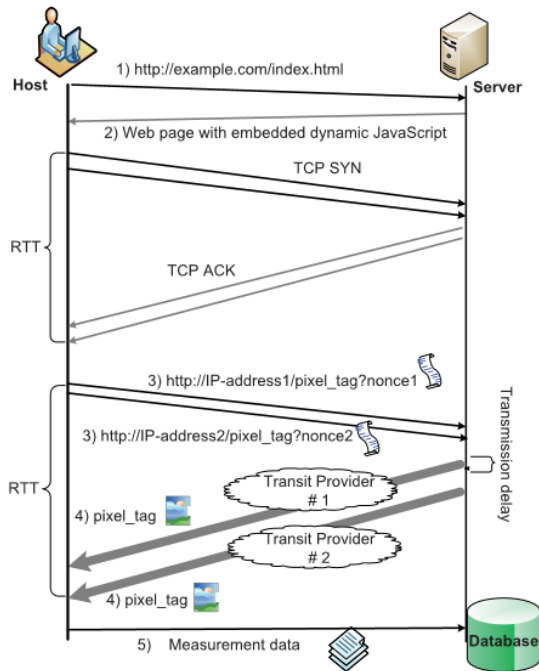 1) http://example.com/index.html
Host
Server
2) Web page with embedded dynamic JavaScript
TCP SYN
RTT
TCP ACK
3) http://IP-address1/pixel_tag?nonce1
3) http://IP-address2/pixel_tag?nonce2
Transmission delay
RTT
Transit Provider
# 1
4) pixel_tag
Transit Provider
# 2
4) pixel_tag
5) Measurement data
Database